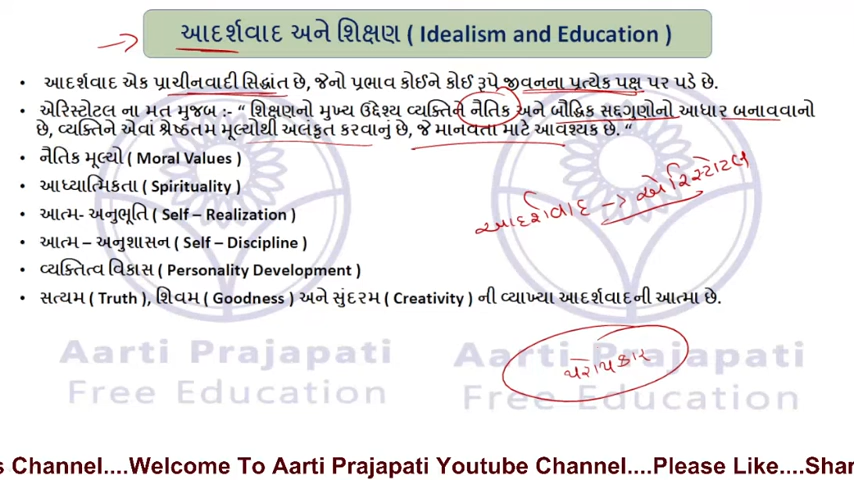 આદર્શવાદ અને શિક્ષણ ( Idealism and Education )
• આદર્શવાદ એક પ્રાચીનવાદી સિદ્ધાંત છે, જેનો પ્રભાવ કોઈને કોઈ રૂપે જીવનના પ્રત્યેક પક્ષ પર પડે છે.
• એરિસ્ટોટલ ના મત મુજબ :- “ શિક્ષણનો મુખ્ય ઉદ્દેશ્ય વ્યક્તિને નૈતિક અને બૌદ્ધિક સદ્દગુણોનો આધાર બનાવવાનો
છે, વ્યક્તિને એવાં શ્રેષ્ઠતમ મૂલ્યોથી અલંકૃત કરવાનું છે, જે માનવતા માટે આવશ્યક છે. “
• નૈતિક મૂલ્યો ( Moral Values )
• આધ્યાત્મિકતા ( Spirituality )
આદર્શવાદ -> એરિસ્ટોટલ
• આત્મ- અનુભૂતિ ( Self – Realization )
• આત્મ – અનુશાસન ( Self – Discipline )
• વ્યક્તિત્વ વિકાસ ( Personality Development )
• સત્યમ ( Truth ), શિવમ ( Goodness ) અને સુંદરમ ( Creativity ) ની વ્યાખ્યા આદર્શવાદની આત્મા છે.
પરોપકાર
Aarti Prajapati Aarti Prajapati
Free Education Free Education
s Channel....Welcome To Aarti Prajapati Youtube Channel....Please Like....Shar